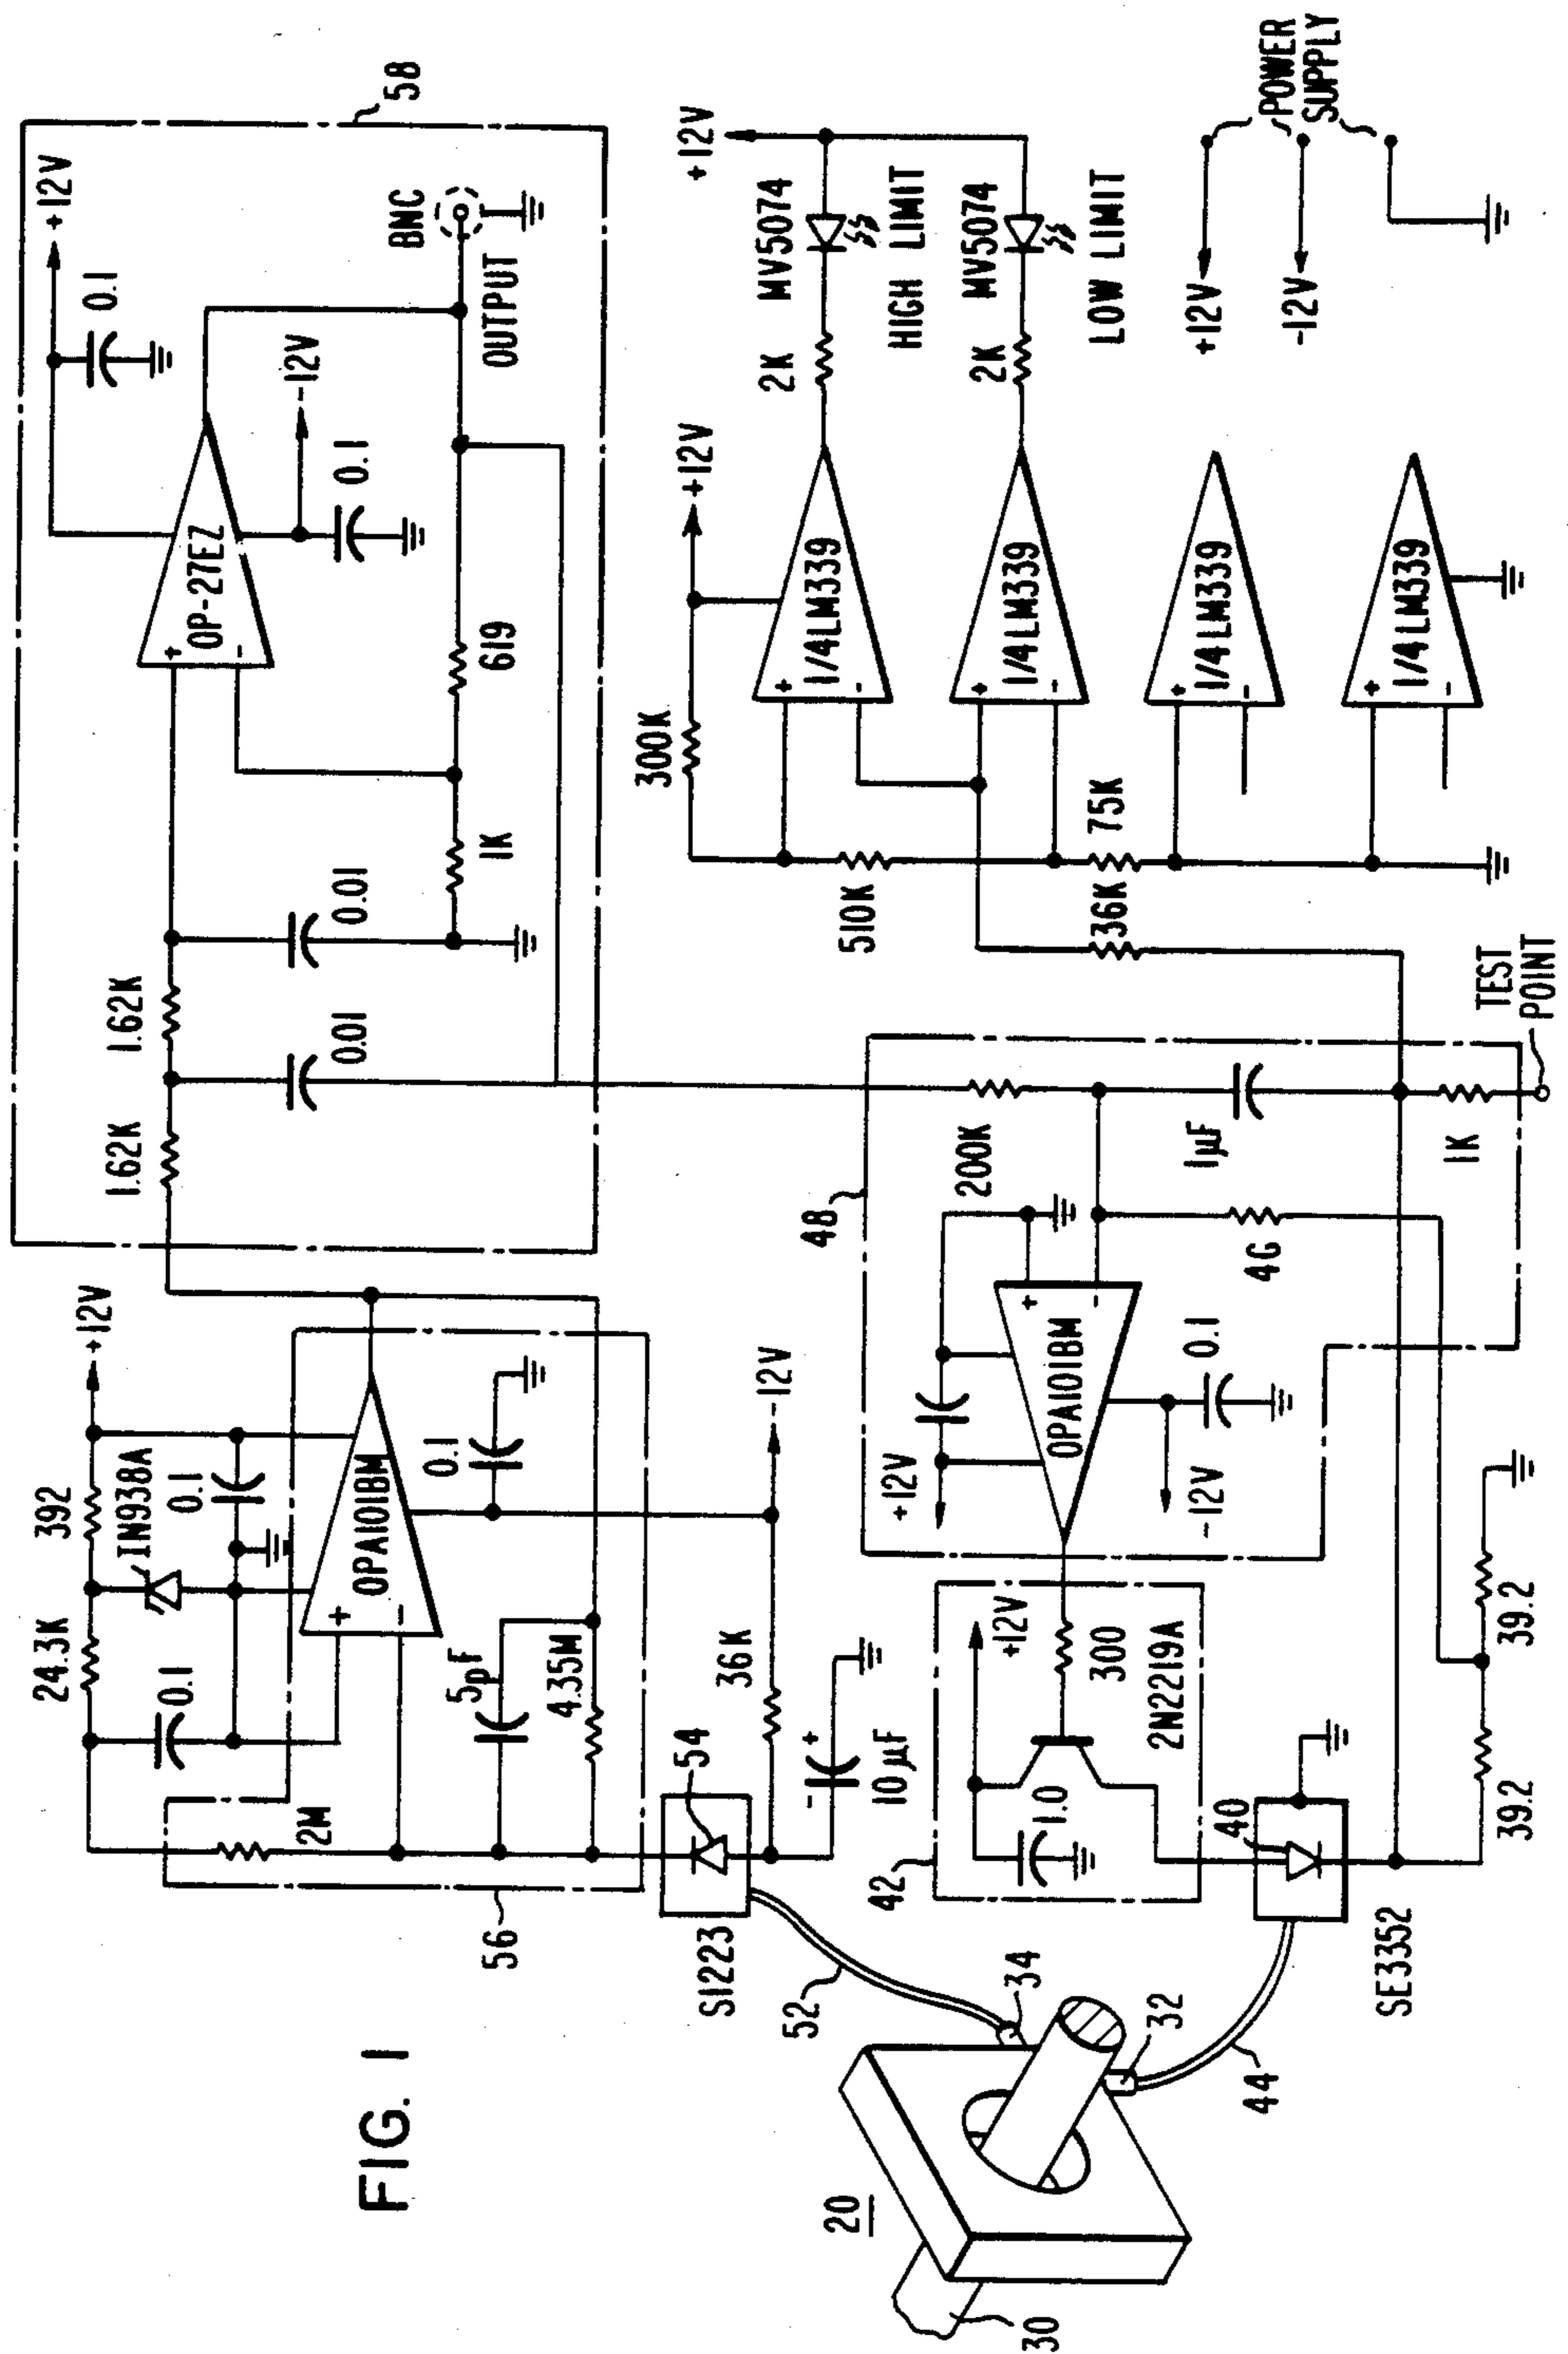 FIG. 1
58
+12V
0.1
OP-27EZ
+
-
-12V
0.1
BNC
OUTPUT
619
1K
1.62K
0.01
1.62K
0.01
+12V
392
24.3K
1N938A
0.1
0.1
OPA101BM
+
-
0.1
5pF
4.35M
2M
56
-12V
36K
54
- +
10 µF
S1223
52
34
32
44
20
30
+12V
300K
+12V
1/4LM339
+
-
2K
MV5074
HIGH LIMIT
1/4LM339
+
-
2K
MV5074
LOW LIMIT
510K
75K
36K
1/4LM339
+
-
1/4LM339
+
-
+12V
-12V
POWER
SUPPLY
48
200K
1µF
1K
TEST
POINT
4G
OPA101BM
+
-
+12V
-12V
0.1
42
+12V
300
2N2219A
1.0
40
SE3352
39.2
39.2